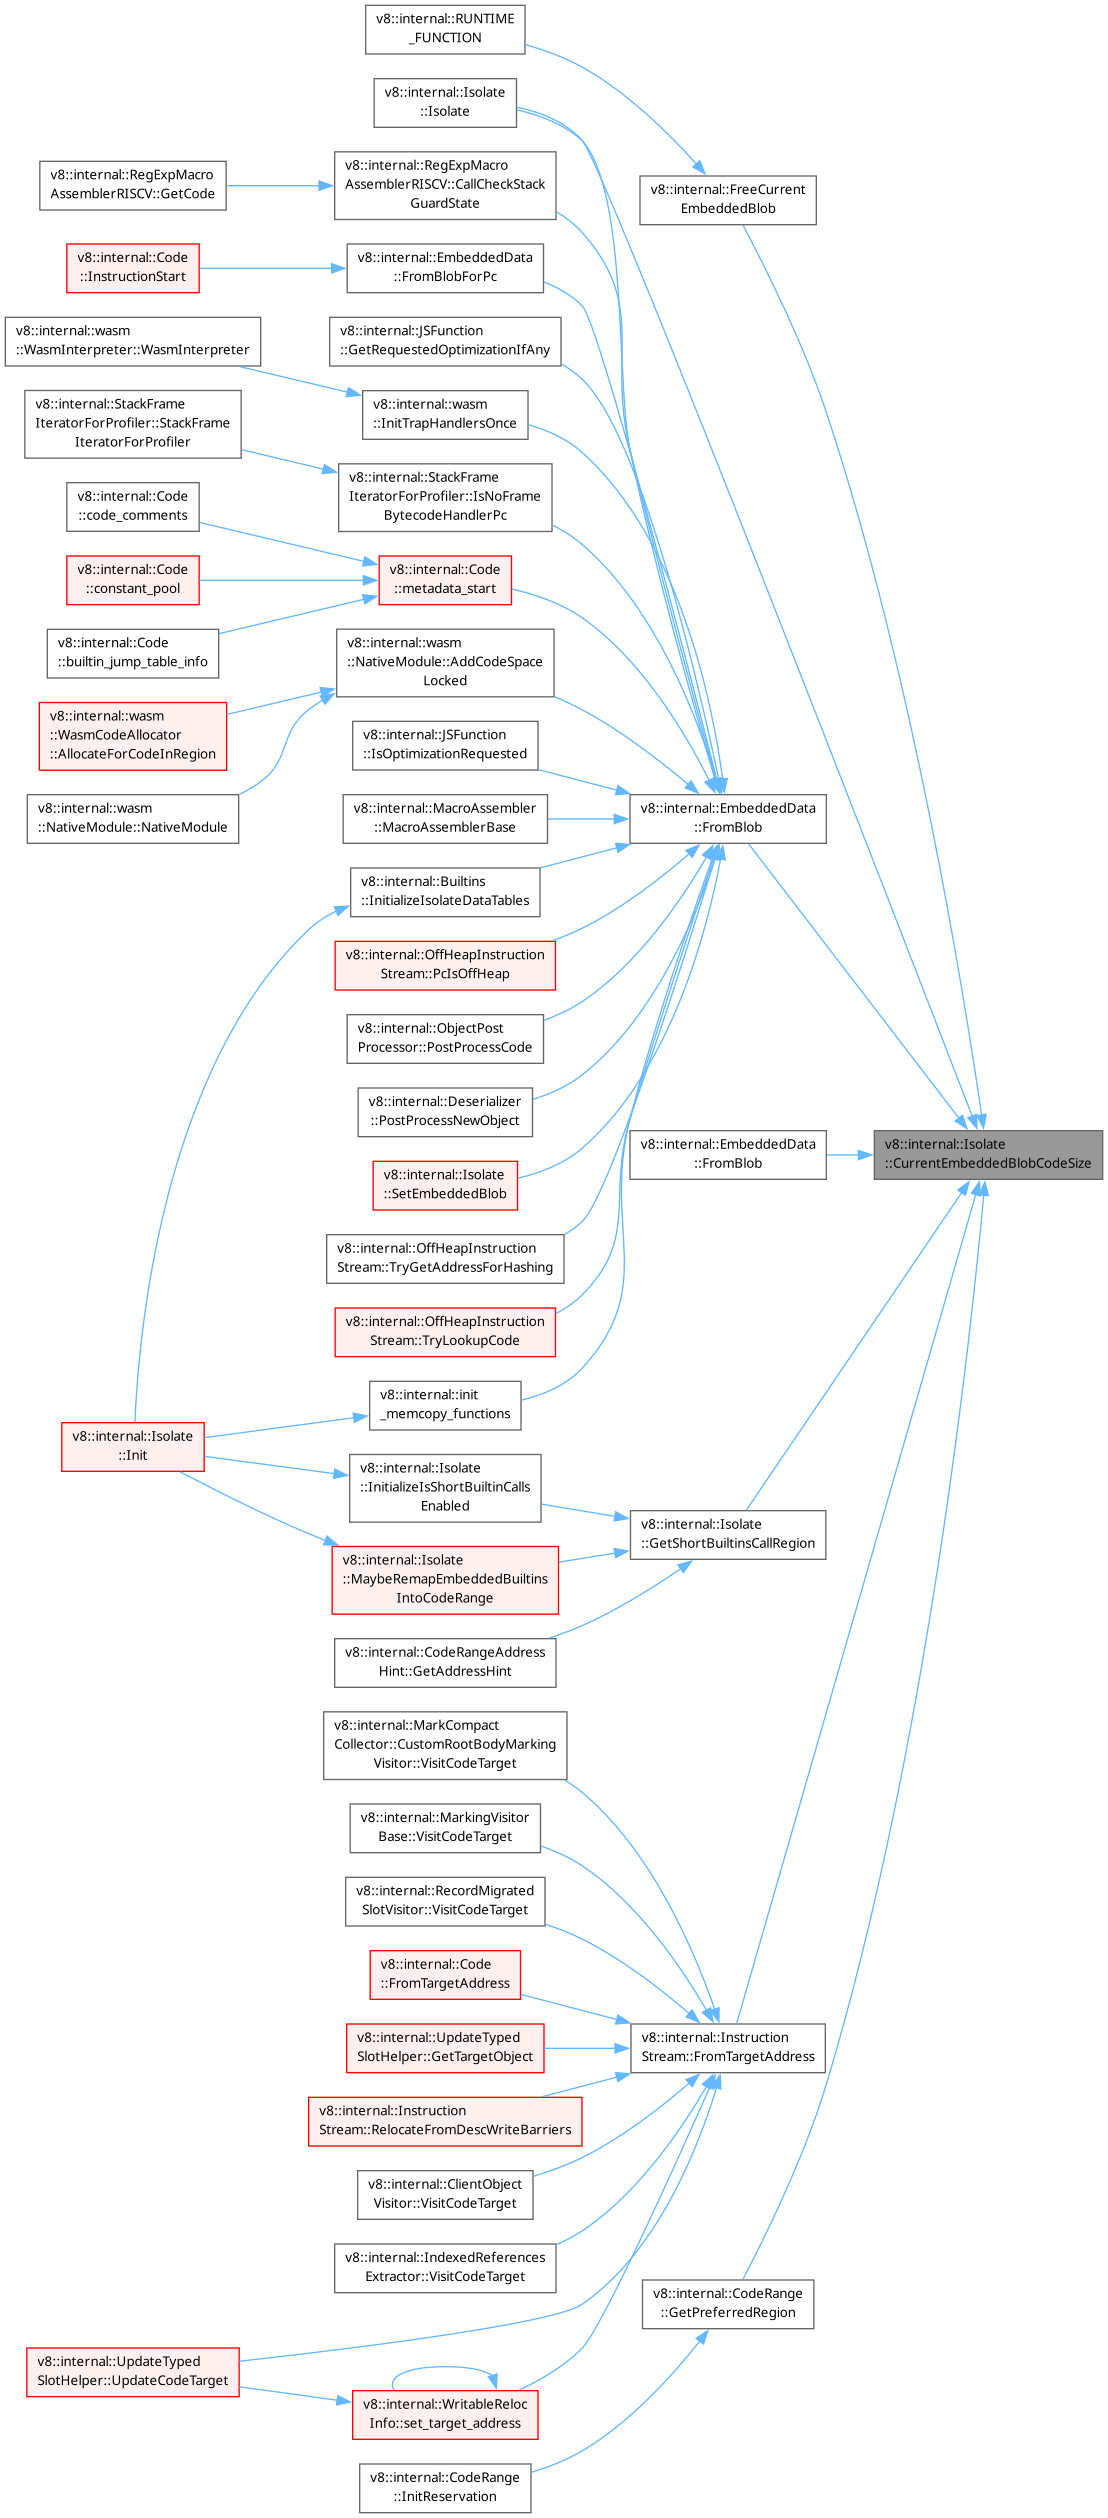 v8::internal::RUNTIME
_FUNCTION
v8::internal::Isolate
::Isolate
v8::internal::RegExpMacro
AssemblerRISCV::CallCheckStack
GuardState
v8::internal::RegExpMacro
AssemblerRISCV::GetCode
v8::internal::FreeCurrent
EmbeddedBlob
v8::internal::Code
::InstructionStart
v8::internal::EmbeddedData
::FromBlobForPc
v8::internal::wasm
::WasmInterpreter::WasmInterpreter
v8::internal::JSFunction
::GetRequestedOptimizationIfAny
v8::internal::StackFrame
IteratorForProfiler::StackFrame
IteratorForProfiler
v8::internal::wasm
::InitTrapHandlersOnce
v8::internal::StackFrame
IteratorForProfiler::IsNoFrame
BytecodeHandlerPc
v8::internal::Code
::code_comments
v8::internal::Code
::constant_pool
v8::internal::Code
::metadata_start
v8::internal::Code
::builtin_jump_table_info
v8::internal::wasm
::NativeModule::AddCodeSpace
Locked
v8::internal::wasm
::WasmCodeAllocator
::AllocateForCodeInRegion
v8::internal::JSFunction
::IsOptimizationRequested
v8::internal::wasm
::NativeModule::NativeModule
v8::internal::MacroAssembler
::MacroAssemblerBase
v8::internal::EmbeddedData
::FromBlob
v8::internal::Builtins
::InitializeIsolateDataTables
v8::internal::OffHeapInstruction
Stream::PcIsOffHeap
v8::internal::ObjectPost
Processor::PostProcessCode
v8::internal::Deserializer
::PostProcessNewObject
v8::internal::EmbeddedData
::FromBlob
v8::internal::Isolate
::CurrentEmbeddedBlobCodeSize
v8::internal::Isolate
::SetEmbeddedBlob
v8::internal::OffHeapInstruction
Stream::TryGetAddressForHashing
v8::internal::OffHeapInstruction
Stream::TryLookupCode
v8::internal::init
_memcopy_functions
v8::internal::Isolate
::Init
v8::internal::Isolate
::InitializeIsShortBuiltinCalls
Enabled
v8::internal::Isolate
::GetShortBuiltinsCallRegion
v8::internal::Isolate
::MaybeRemapEmbeddedBuiltins
IntoCodeRange
v8::internal::CodeRangeAddress
Hint::GetAddressHint
v8::internal::MarkCompact
Collector::CustomRootBodyMarking
Visitor::VisitCodeTarget
v8::internal::MarkingVisitor
Base::VisitCodeTarget
v8::internal::RecordMigrated
SlotVisitor::VisitCodeTarget
v8::internal::Code
::FromTargetAddress
v8::internal::UpdateTyped
SlotHelper::GetTargetObject
v8::internal::Instruction
Stream::FromTargetAddress
v8::internal::Instruction
Stream::RelocateFromDescWriteBarriers
v8::internal::ClientObject
Visitor::VisitCodeTarget
v8::internal::IndexedReferences
Extractor::VisitCodeTarget
v8::internal::CodeRange
::GetPreferredRegion
v8::internal::UpdateTyped
SlotHelper::UpdateCodeTarget
v8::internal::WritableReloc
Info::set_target_address
v8::internal::CodeRange
::InitReservation